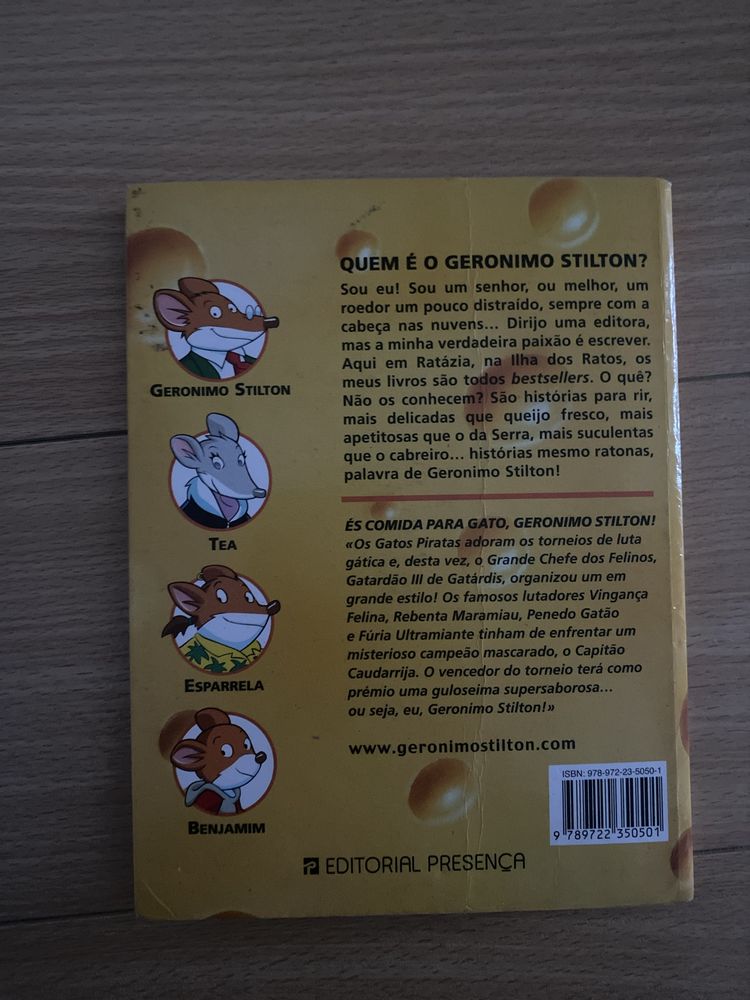 QUEM É O GERONIMO STILTON?
Sou eu! Sou um senhor, ou melhor, um
roedor um pouco distraído, sempre com a
cabeça nas nuvens... Dirijo uma editora,
mas a minha verdadeira paixão é escrever.
Aqui em Ratázia, na Ilha dos Ratos, os
meus livros são todos bestsellers. O quê?
Não os conhecem? São histórias para rir,
mais delicadas que queijo fresco, mais
apetitosas que o da Serra, mais suculentas
que o cabreiro... histórias mesmo ratonas,
palavra de Geronimo Stilton!
GERONIMO STILTON
TEA
ESPARRELA
BENJAMIM
ÉS COMIDA PARA GATO, GERONIMO STILTON!
«Os Gatos Piratas adoram os torneios de luta
gática e, desta vez, o Grande Chefe dos Felinos,
Gatardão III de Gatárdis, organizou um em
grande estilo! Os famosos lutadores Vingança
Felina, Rebenta Maramiau, Penedo Gatão
e Fúria Ultramiante tinham de enfrentar um
misterioso campeão mascarado, o Capitão
Caudarrija. O vencedor do torneio terá como
prémio uma guloseima supersaborosa...
ou seja, eu, Geronimo Stilton!»
www.geronimostilton.com
ISBN: 978-972-23-5050-1
9 789722 350501
EDITORIAL PRESENÇA